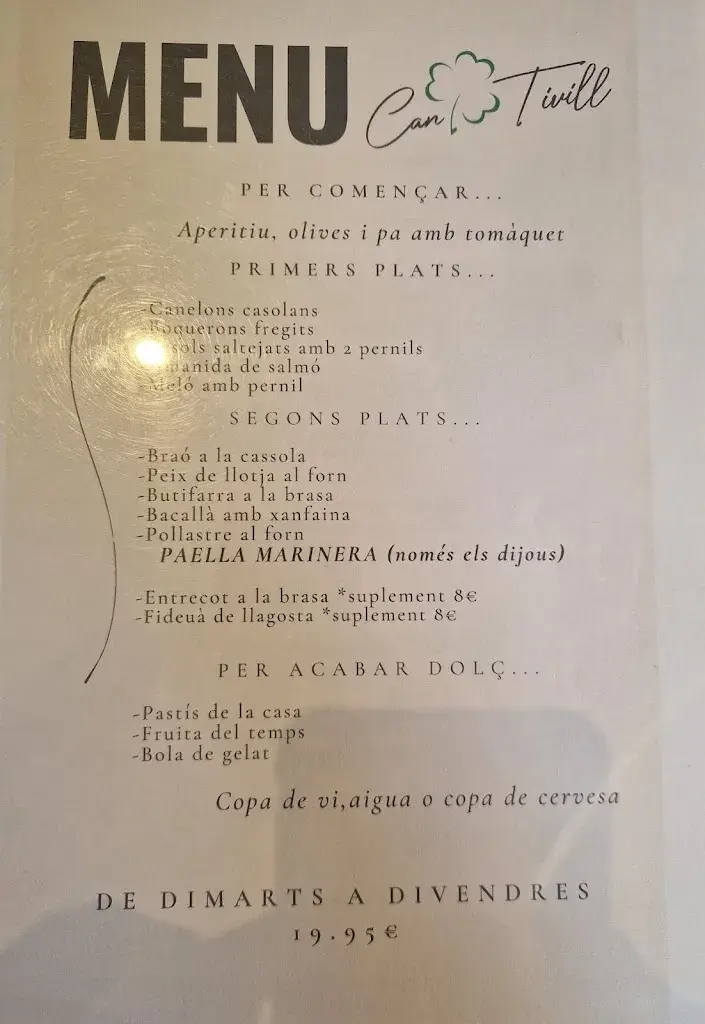 MENU Can Tivill
PER COMENÇAR...
Aperitiu, olives i pa amb tomàquet
PRIMERS PLATS...
-Canelons casolans
-Boquerons fregits
saltejats amb 2 pernils
de salmó
-Meló amb pernil
SEGONS PLATS...
-Braó a la cassola
-Peix de llotja al forn
-Butifarra a la brasa
-Bacallà amb xanfaina
-Pollastre al forn
PAELLA MARINERA (només els dijous)
-Entrecot a la brasa *suplement 8€
-Fideuà de llagosta *suplement 8€
PER ACABAR DOLÇ...
-Pastís de la casa
-Fruita del temps
-Bola de gelat
Copa de vi,aigua o copa de cervesa
DE DIMARTS A DIVENDRES
19.95€